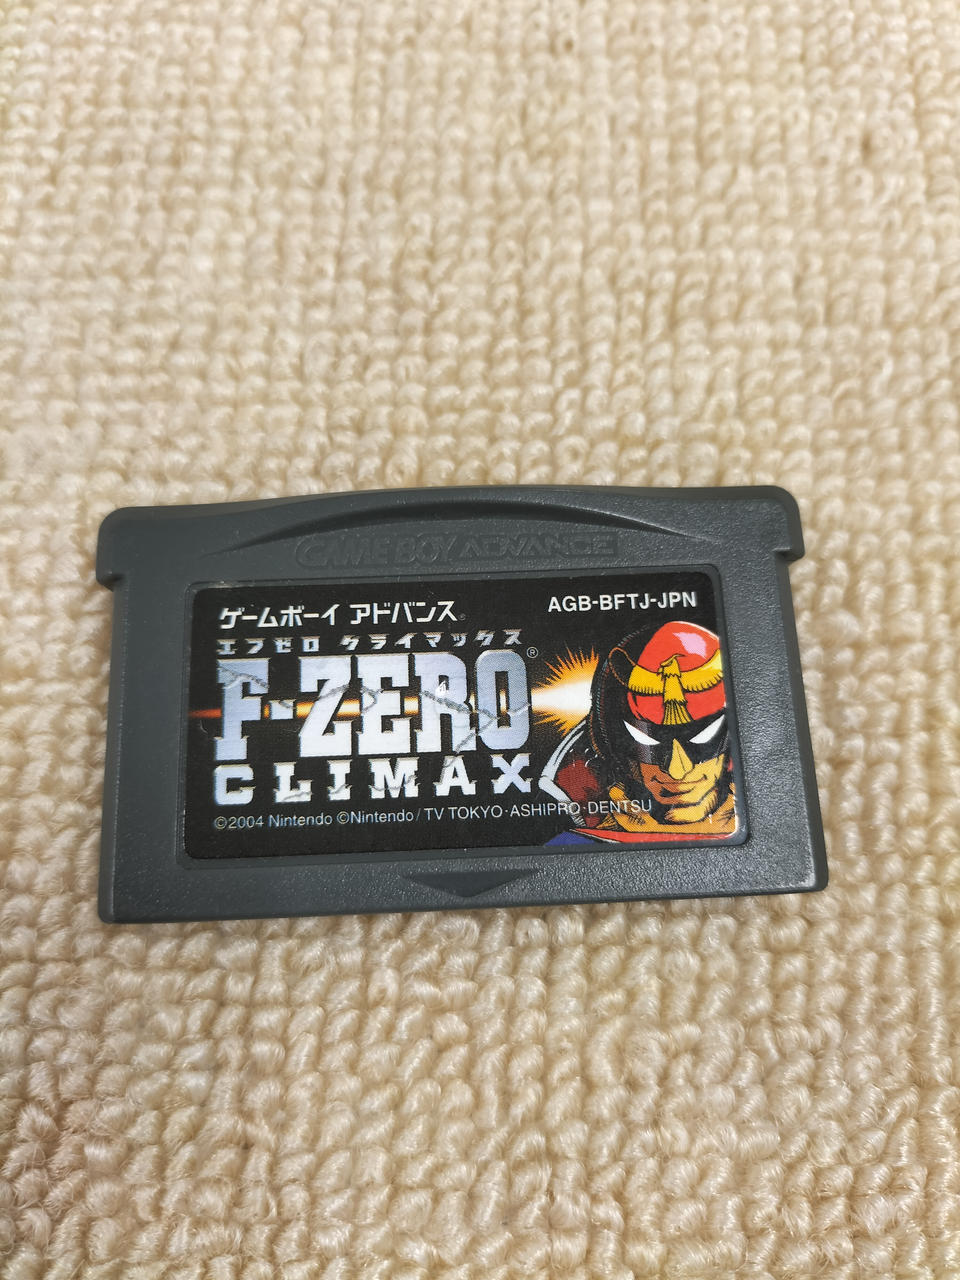 GAME BOY ADVANCE
ゲームボーイ アドバンス®
AGB-BFTJ-JPN
エフゼロ クライマックス
F-ZERO®
CLIMAX
©2004 Nintendo ©Nintendo/TV TOKYO·ASHIPRO·DENTSU